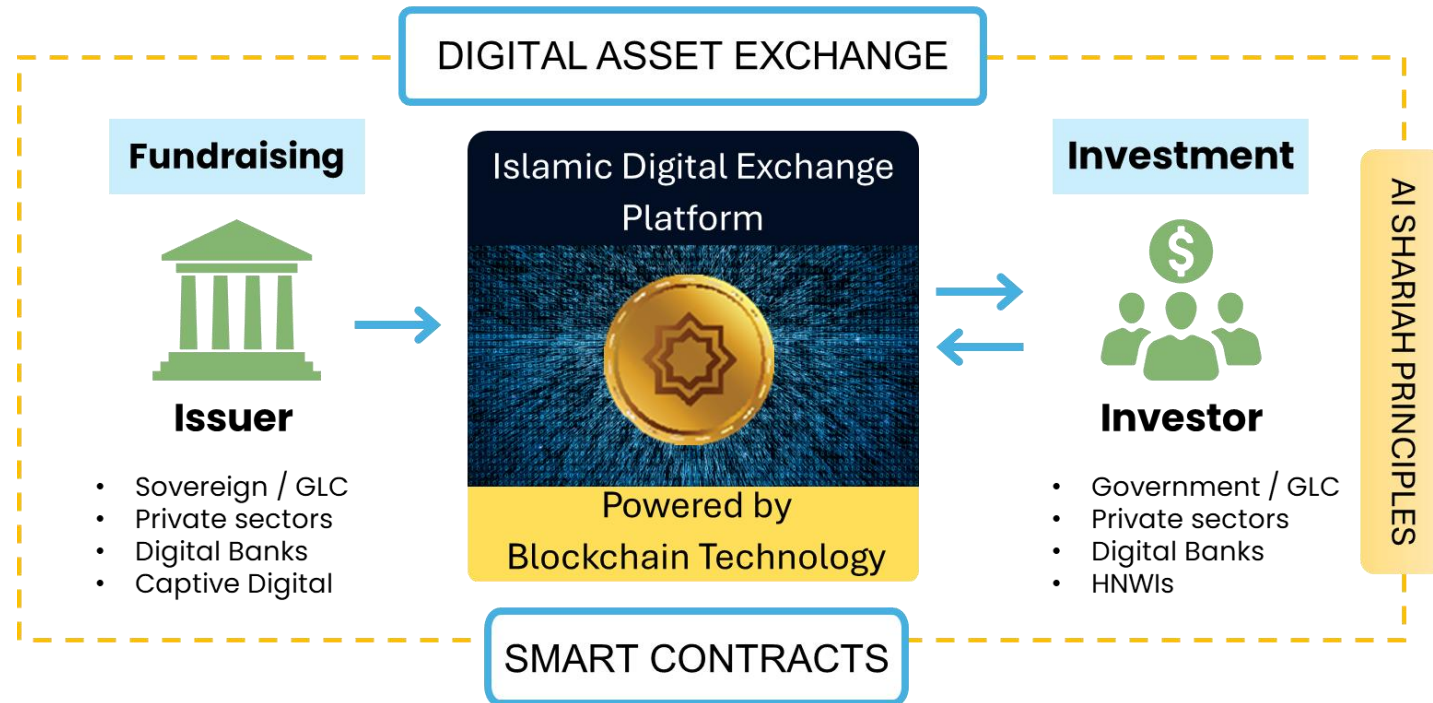 DIGITAL ASSET EXCHANGE
Fundraising
Issuer
• Sovereign / GLC
• Private sectors
• Digital Banks
• Captive Digital
Islamic Digital Exchange
Platform
Powered by
Blockchain Technology
Investment
$
Investor
• Government / GLC
• Private sectors
• Digital Banks
• HNWIs
AI SHARIAH PRINCIPLES
SMART CONTRACTS